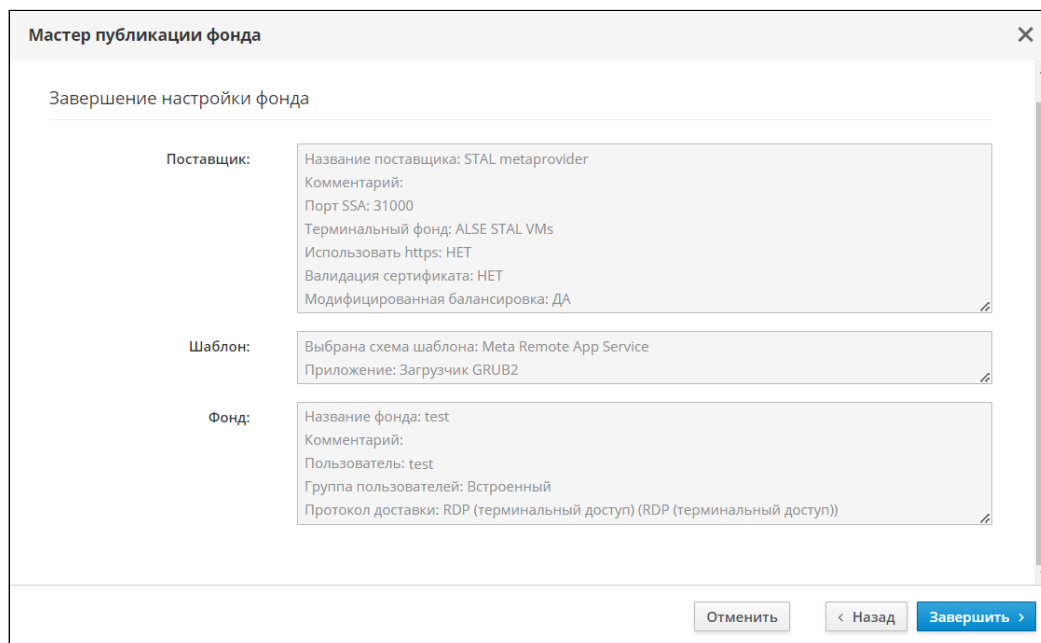 Мастер публикации фонда
Завершение настройки фонда
Поставщик:
Название поставщика: STAL metaprovider
Комментарий:
Порт SSA: 31000
Терминальный фонд: ALSE STAL VMs
Использовать https: НЕТ
Валидация сертификата: НЕТ
Модифицированная балансировка: ДА
Шаблон:
Выбрана схема шаблона: Meta Remote App Service
Приложение: Загрузчик GRUB2
Фонд:
Название фонда: test
Комментарий:
Пользователь: test
Группа пользователей: Встроенный
Протокол доставки: RDP (терминальный доступ) (RDP (терминальный доступ))
Отменить
< Назад
Завершить >